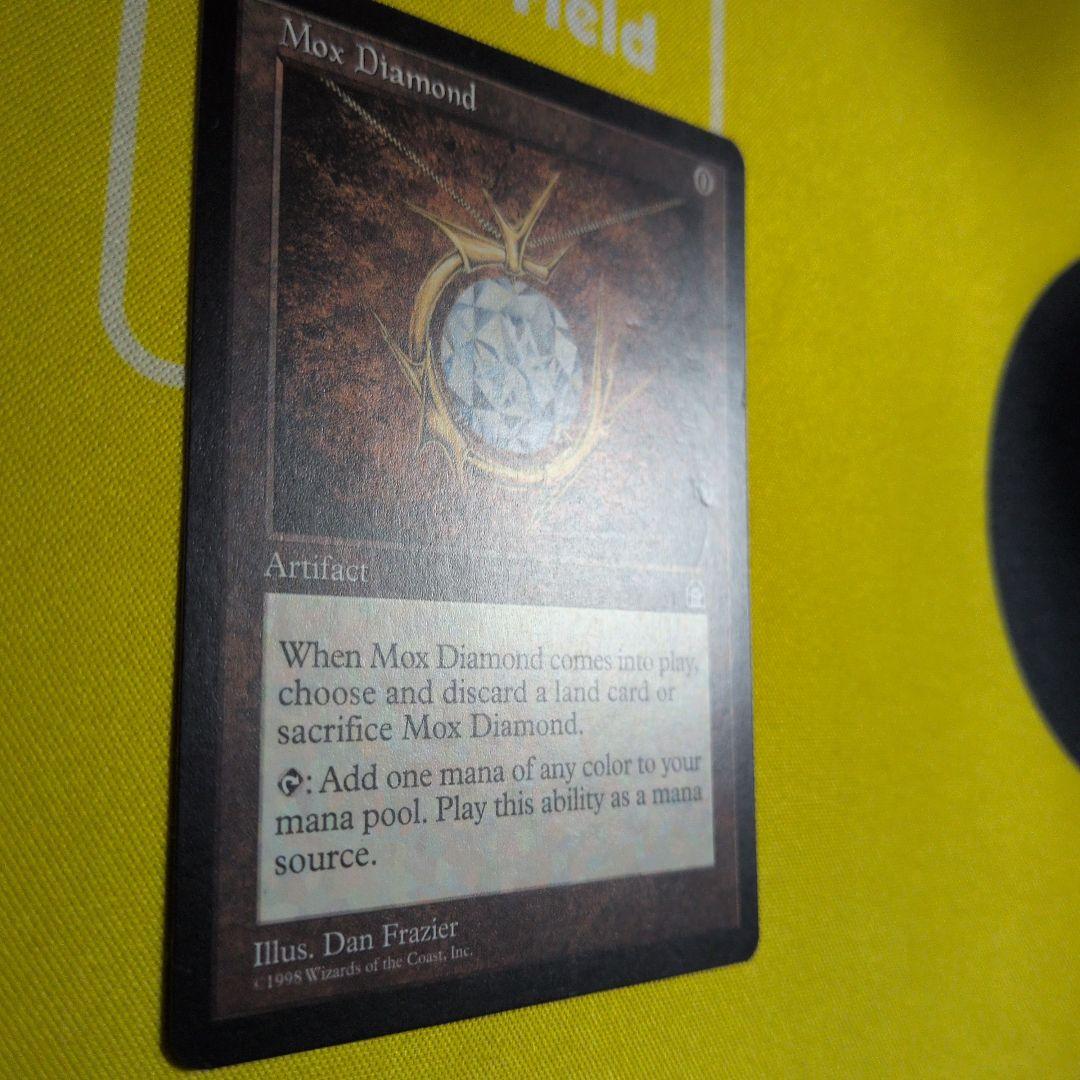 ield
Mox Diamond
0
Artifact
When Mox Diamond comes into play,
choose and discard a land card or
sacrifice Mox Diamond.
: Add one mana of any color to your
mana pool. Play this ability as a mana
source.
Illus. Dan Frazier
©1998 Wizards of the Coast, Inc.